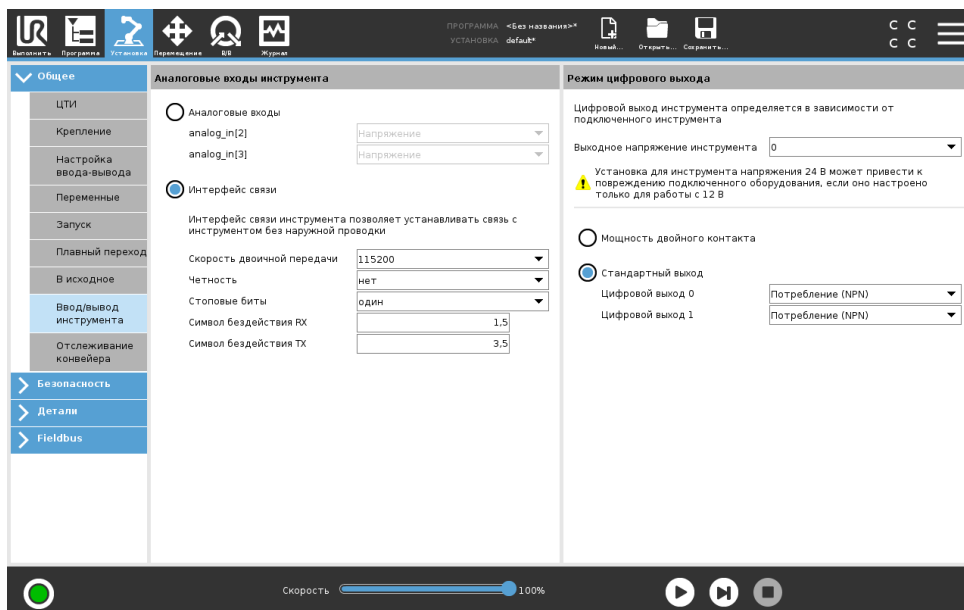 UR
ПРОГРАММА <Без названия>*
УСТАНОВКА default*
Выполнить Программа Установка Перемещение В/В Журнал
Новый... Открыть... Сохранить...
C C
C C
Общее
ЦТИ
Крепление
Настройка
ввода-вывода
Переменные
Запуск
Плавный переход
В исходное
Ввод/вывод
инструмента
Отслеживание
конвейера
Безопасность
Детали
Fieldbus
Аналоговые входы инструмента
Аналоговые входы
analog_in[2] Напряжение
analog_in[3] Напряжение
Интерфейс связи
Интерфейс связи инструмента позволяет устанавливать связь с
инструментом без наружной проводки
Скорость двоичной передачи 115200
Четность нет
Стоповые биты один
Символ бездействия RX 1,5
Символ бездействия TX 3,5
Режим цифрового выхода
Цифровой выход инструмента определяется в зависимости от
подключенного инструмента
Выходное напряжение инструмента 0
Установка для инструмента напряжения 24 В может привести к
повреждению подключенного оборудования, если оно настроено
только для работы с 12 В
Мощность двойного контакта
Стандартный выход
Цифровой выход 0 Потребление (NPN)
Цифровой выход 1 Потребление (NPN)
Скорость 100%